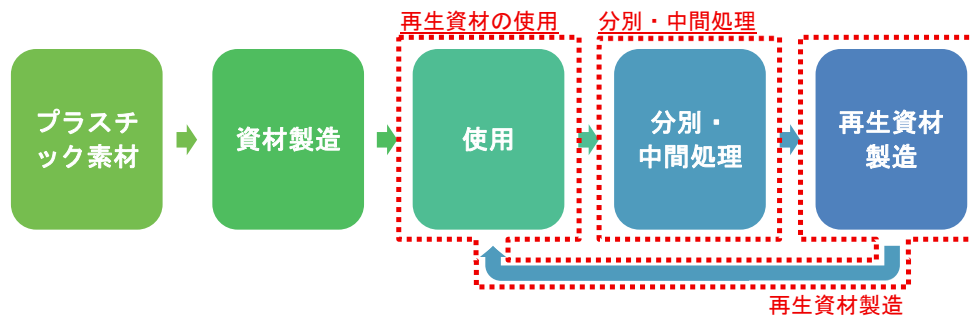 再生資材の使用
分別・中間処理
プラスチ
ック素材
資材製造
使用
分別・
中間処理
再生資材
製造
再生資材製造